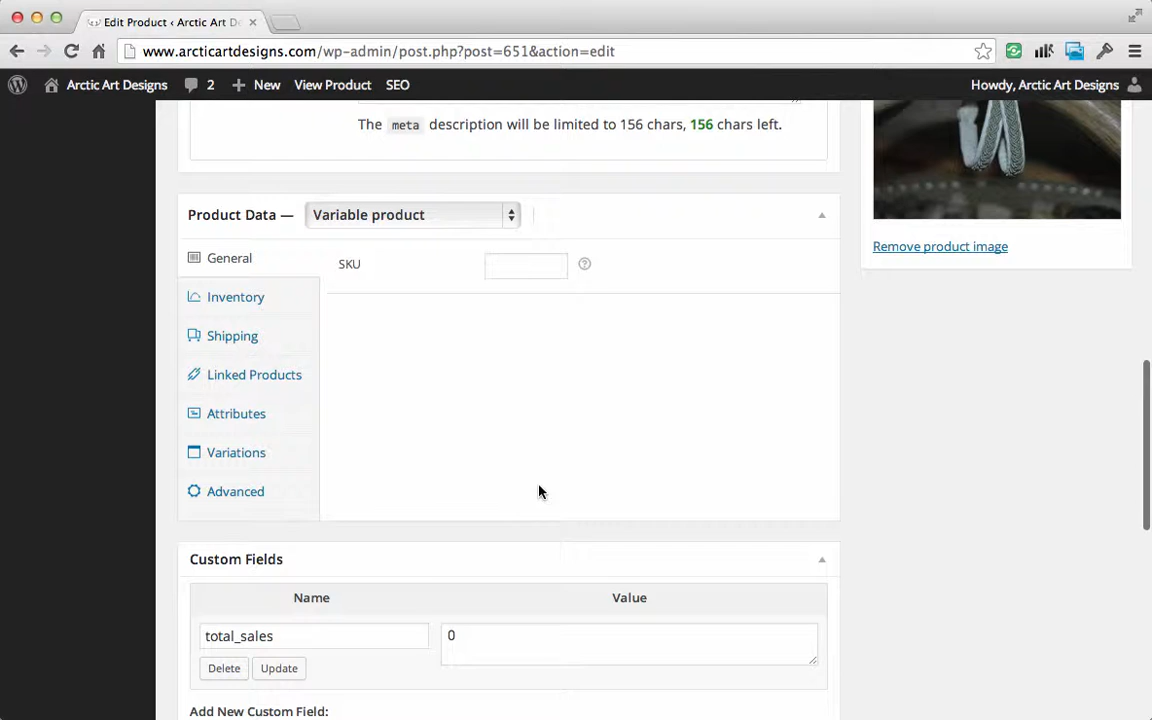 Edit Product ‹ Arctic Art D
www.arcticartdesigns.com/wp-admin/post.php?post=651&action=edit
Arctic Art Designs 2 New View Product SEO Howdy, Arctic Art Designs
The meta description will be limited to 156 chars, 156 chars left.
Product Data — Variable product
Remove product image
General
SKU
Inventory
Shipping
Linked Products
Attributes
Variations
Advanced
Custom Fields
Name Value
total_sales 0
Delete Update
Add New Custom Field: